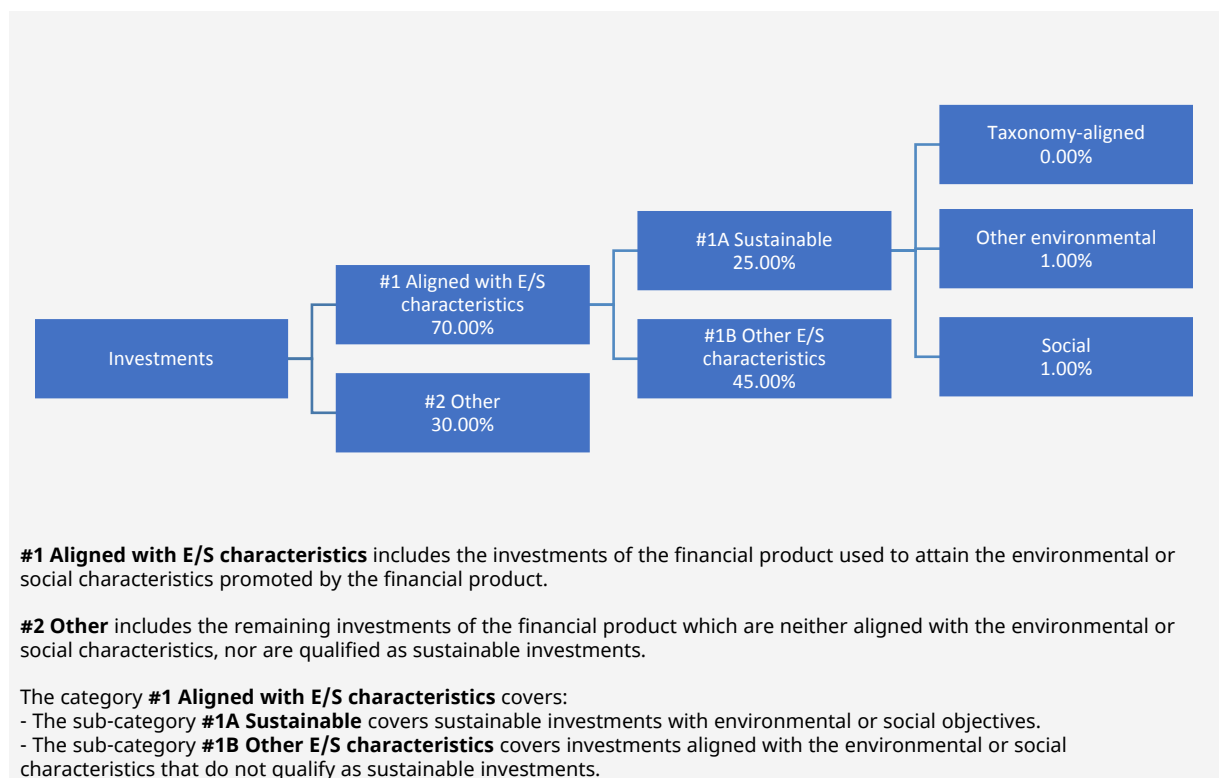 Taxonomy-aligned
0.00%
#1A Sustainable
25.00%
Other environmental
1.00%
#1 Aligned with E/S
characteristics
70.00%
Investments
#1B Other E/S
characteristics
45.00%
Social
1.00%
#2 Other
30.00%
#1 Aligned with E/S characteristics includes the investments of the financial product used to attain the environmental or
social characteristics promoted by the financial product.
#2 Other includes the remaining investments of the financial product which are neither aligned with the environmental or
social characteristics, nor are qualified as sustainable investments.
The category #1 Aligned with E/S characteristics covers:
- The sub-category #1A Sustainable covers sustainable investments with environmental or social objectives.
- The sub-category #1B Other E/S characteristics covers investments aligned with the environmental or social
characteristics that do not qualify as sustainable investments.